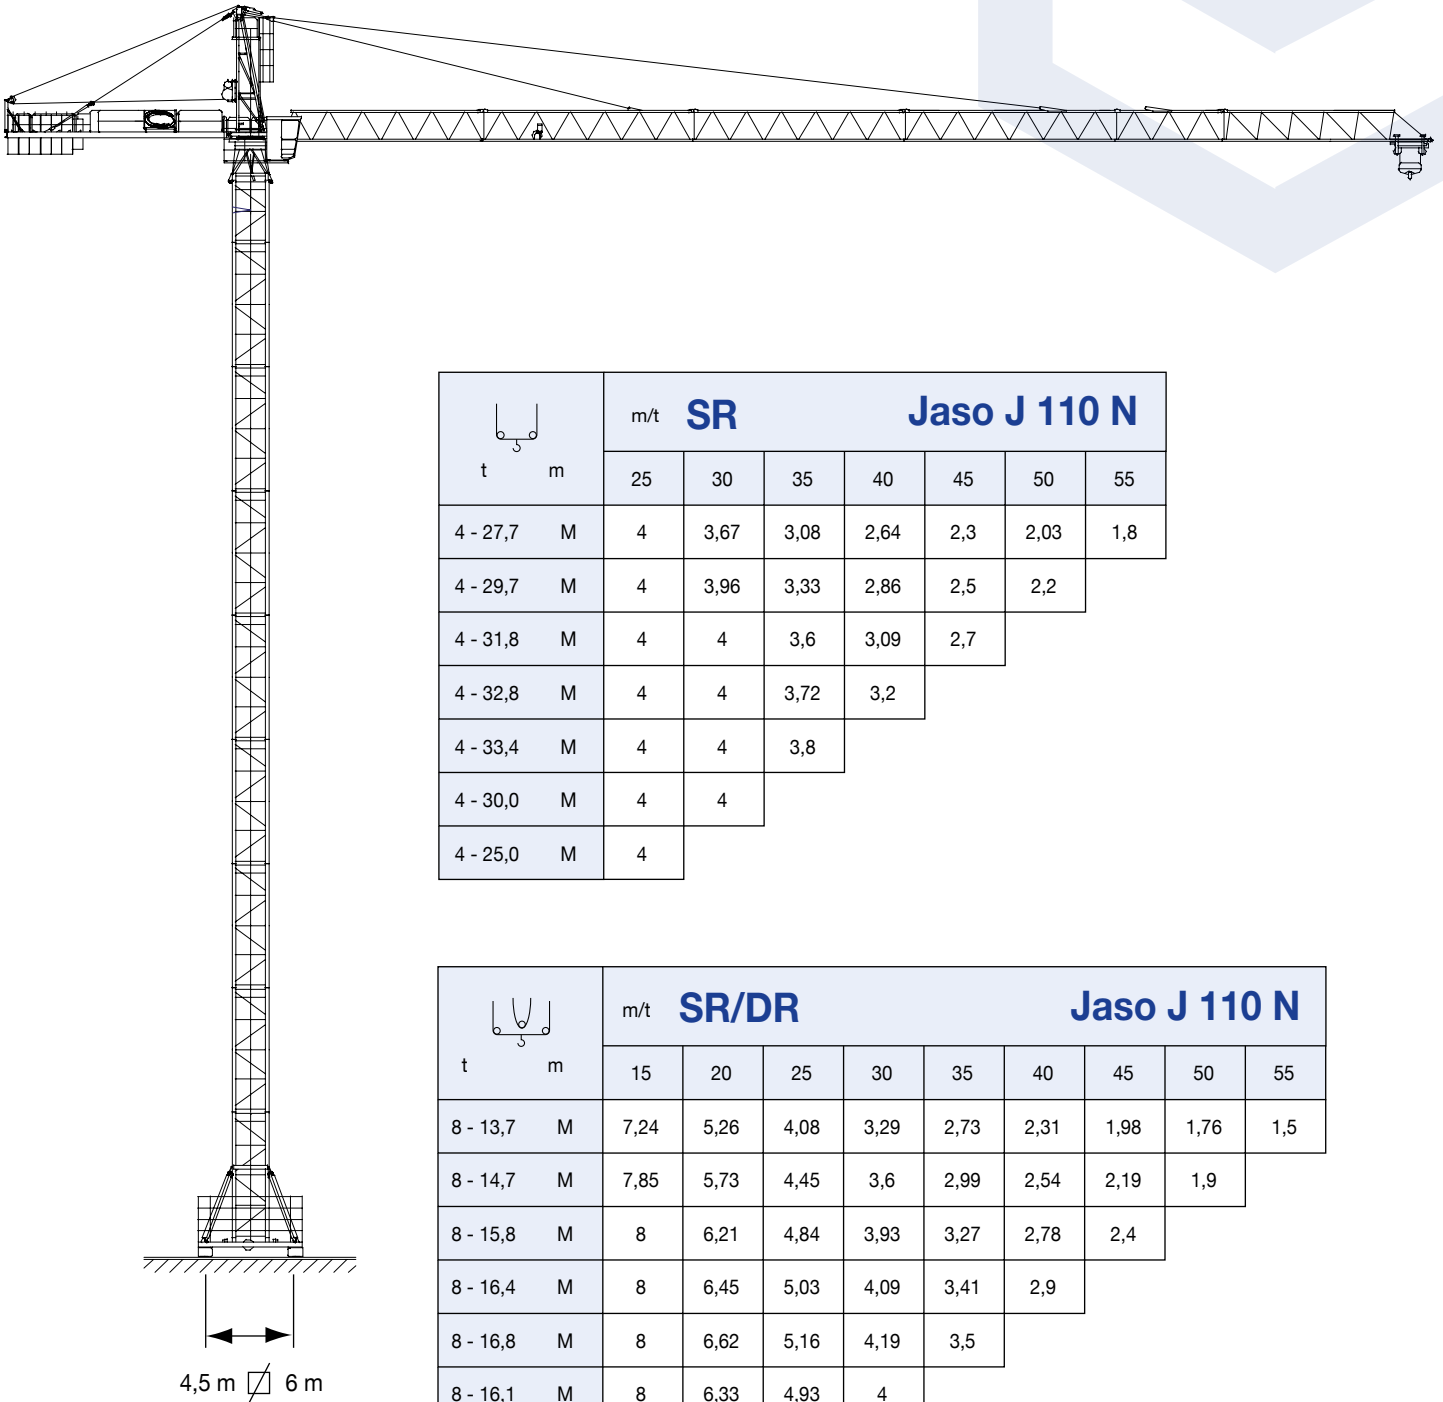 m/t SR Jaso J 110 N
t m
25 30 35 40 45 50 55
4 - 27,7 M 4 3,67 3,08 2,64 2,3 2,03 1,8
4 - 29,7 M 4 3,96 3,33 2,86 2,5 2,2
4 - 31,8 M 4 4 3,6 3,09 2,7
4 - 32,8 M 4 4 3,72 3,2
4 - 33,4 M 4 4 3,8
4 - 30,0 M 4 4
4 - 25,0 M 4
m/t SR/DR Jaso J 110 N
t m
15 20 25 30 35 40 45 50 55
8 - 13,7 M 7,24 5,26 4,08 3,29 2,73 2,31 1,98 1,76 1,5
8 - 14,7 M 7,85 5,73 4,45 3,6 2,99 2,54 2,19 1,9
8 - 15,8 M 8 6,21 4,84 3,93 3,27 2,78 2,4
8 - 16,4 M 8 6,45 5,03 4,09 3,41 2,9
8 - 16,8 M 8 6,62 5,16 4,19 3,5
8 - 16,1 M 8 6,33 4,93 4
4,5 m 6 m